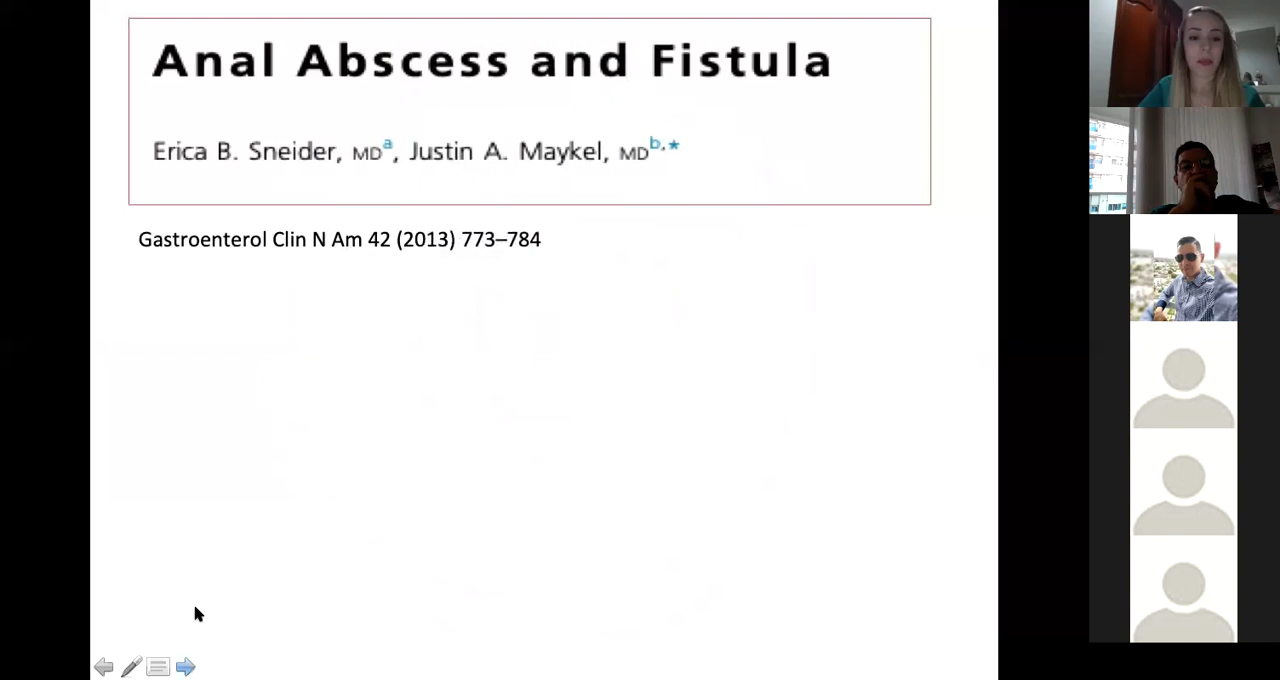 Anal Abscess and Fistula
Erica B. Sneider, MDa, Justin A. Maykel, MDb,*
Gastroenterol Clin N Am 42 (2013) 773–784